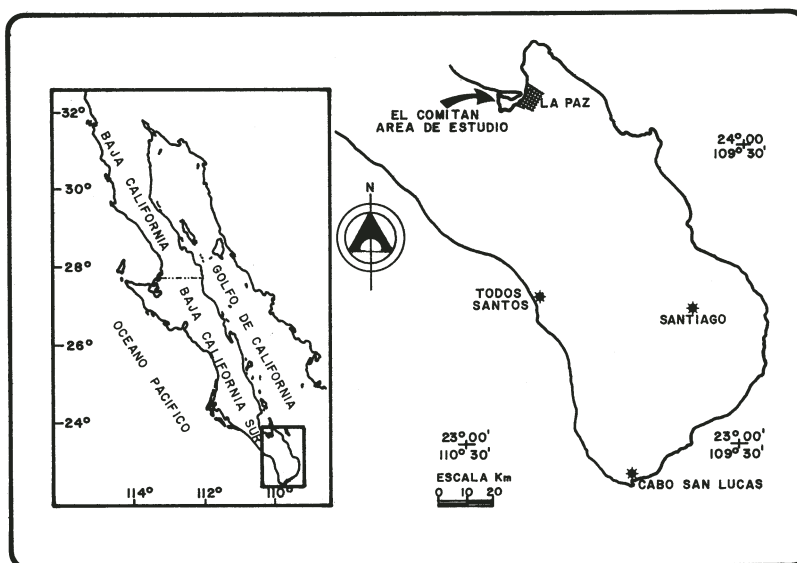 32°
30°
28°
26°
24°
114°
112°
110°
BAJA CALIFORNIA
GOLFO DE CALIFORNIA
BAJA CALIFORNIA SUR
OCEANO PACIFICO
LA PAZ
EL COMITAN
AREA DE ESTUDIO
24°00
109° 30'
N
TODOS
SANTOS
SANTIAGO
23°00'
110° 30'
23°00'
109° 30'
ESCALA Km
0 10 20
CABO SAN LUCAS